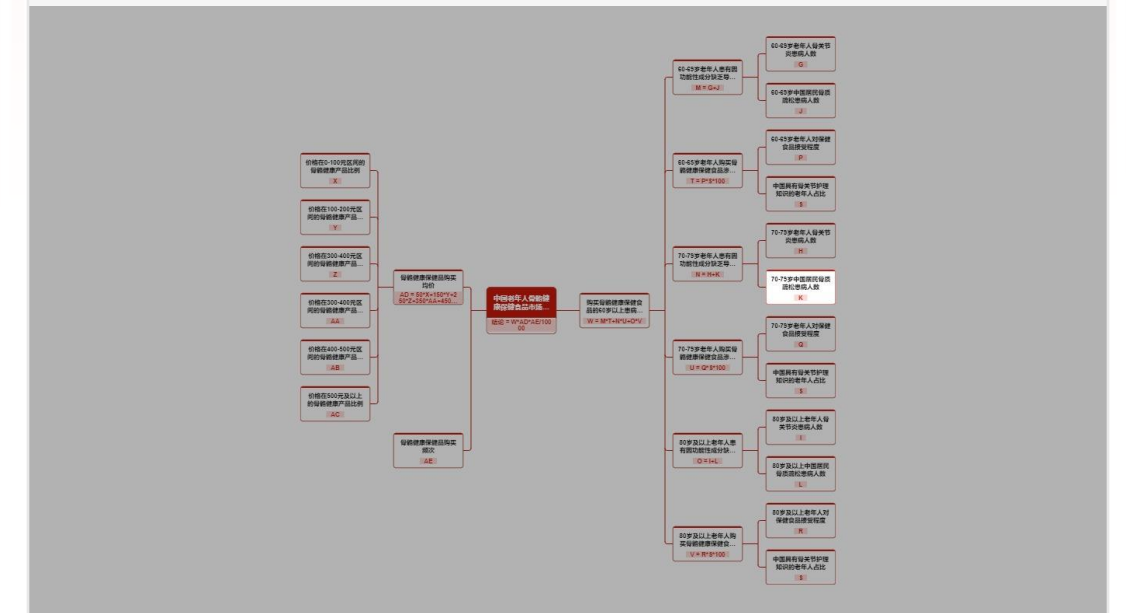 价格在0-100元区间的
骨骼健康产品比例
X
价格在100-200元区
间的骨骼健康产品...
Y
价格在300-400元区
间的骨骼健康产品...
Z
价格在300-400元区
间的骨骼健康产品...
AA
价格在400-500元区
间的骨骼健康产品...
AB
价格在500元及以上
的骨骼健康产品比例
AC
骨骼健康保健品购买
均价
AD = 50*X+150*Y+2
50*Z+350*AA+450...
骨骼健康保健品购买
频次
AE
中国老年人骨骼健
康保健食品市场...
结论 = W*AD*AE/100
00
购买骨骼健康保健食
品的60岁以上患病...
W = M*T+N*U+O*V
60-69岁老年人患有因
功能性成分缺乏导...
M = G+J
60-69岁老年人骨关节
炎患病人数
G
60-69岁中国居民骨质
疏松患病人数
J
60-69岁老年人购买骨
骼健康保健食品渗...
T = P*S*100
60-69岁老年人对保健
食品接受程度
P
中国具有骨关节护理
知识的老年人占比
S
70-79岁老年人患有因
功能性成分缺乏导...
N = H+K
70-79岁老年人骨关节
炎患病人数
H
70-79岁中国居民骨质
疏松患病人数
K
70-79岁老年人购买骨
骼健康保健食品渗...
U = Q*S*100
70-79岁老年人对保健
食品接受程度
Q
中国具有骨关节护理
知识的老年人占比
S
80岁及以上老年人患
有因功能性成分缺...
O = I+L
80岁及以上老年人骨
关节炎患病人数
I
80岁及以上中国居民
骨质疏松患病人数
L
80岁及以上老年人购
买骨骼健康保健食...
V = R*S*100
80岁及以上老年人对
保健食品接受程度
R
中国具有骨关节护理
知识的老年人占比
S